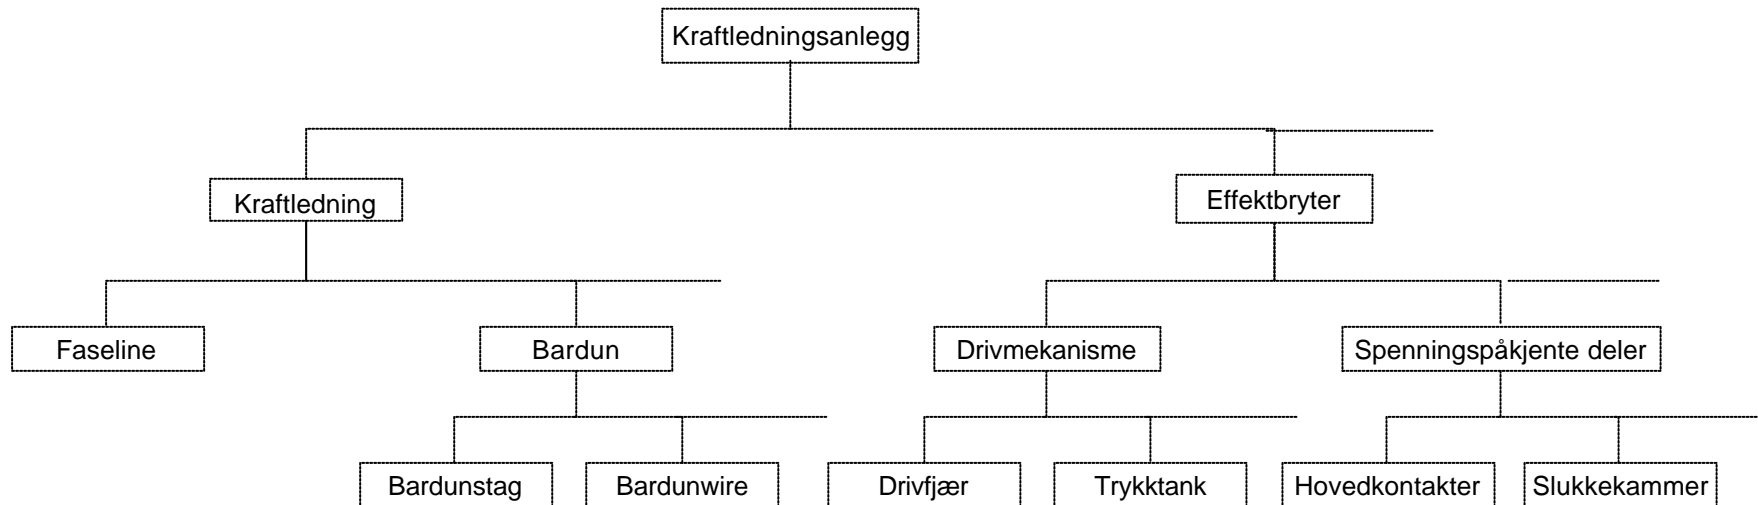 Kraftledningsanlegg
Kraftledning
Effektbryter
Faseline
Bardun
Drivmekanisme
Spenningspåkjente deler
Bardunstag
Bardunwire
Drivfjær
Trykktank
Hovedkontakter
Slukkekammer